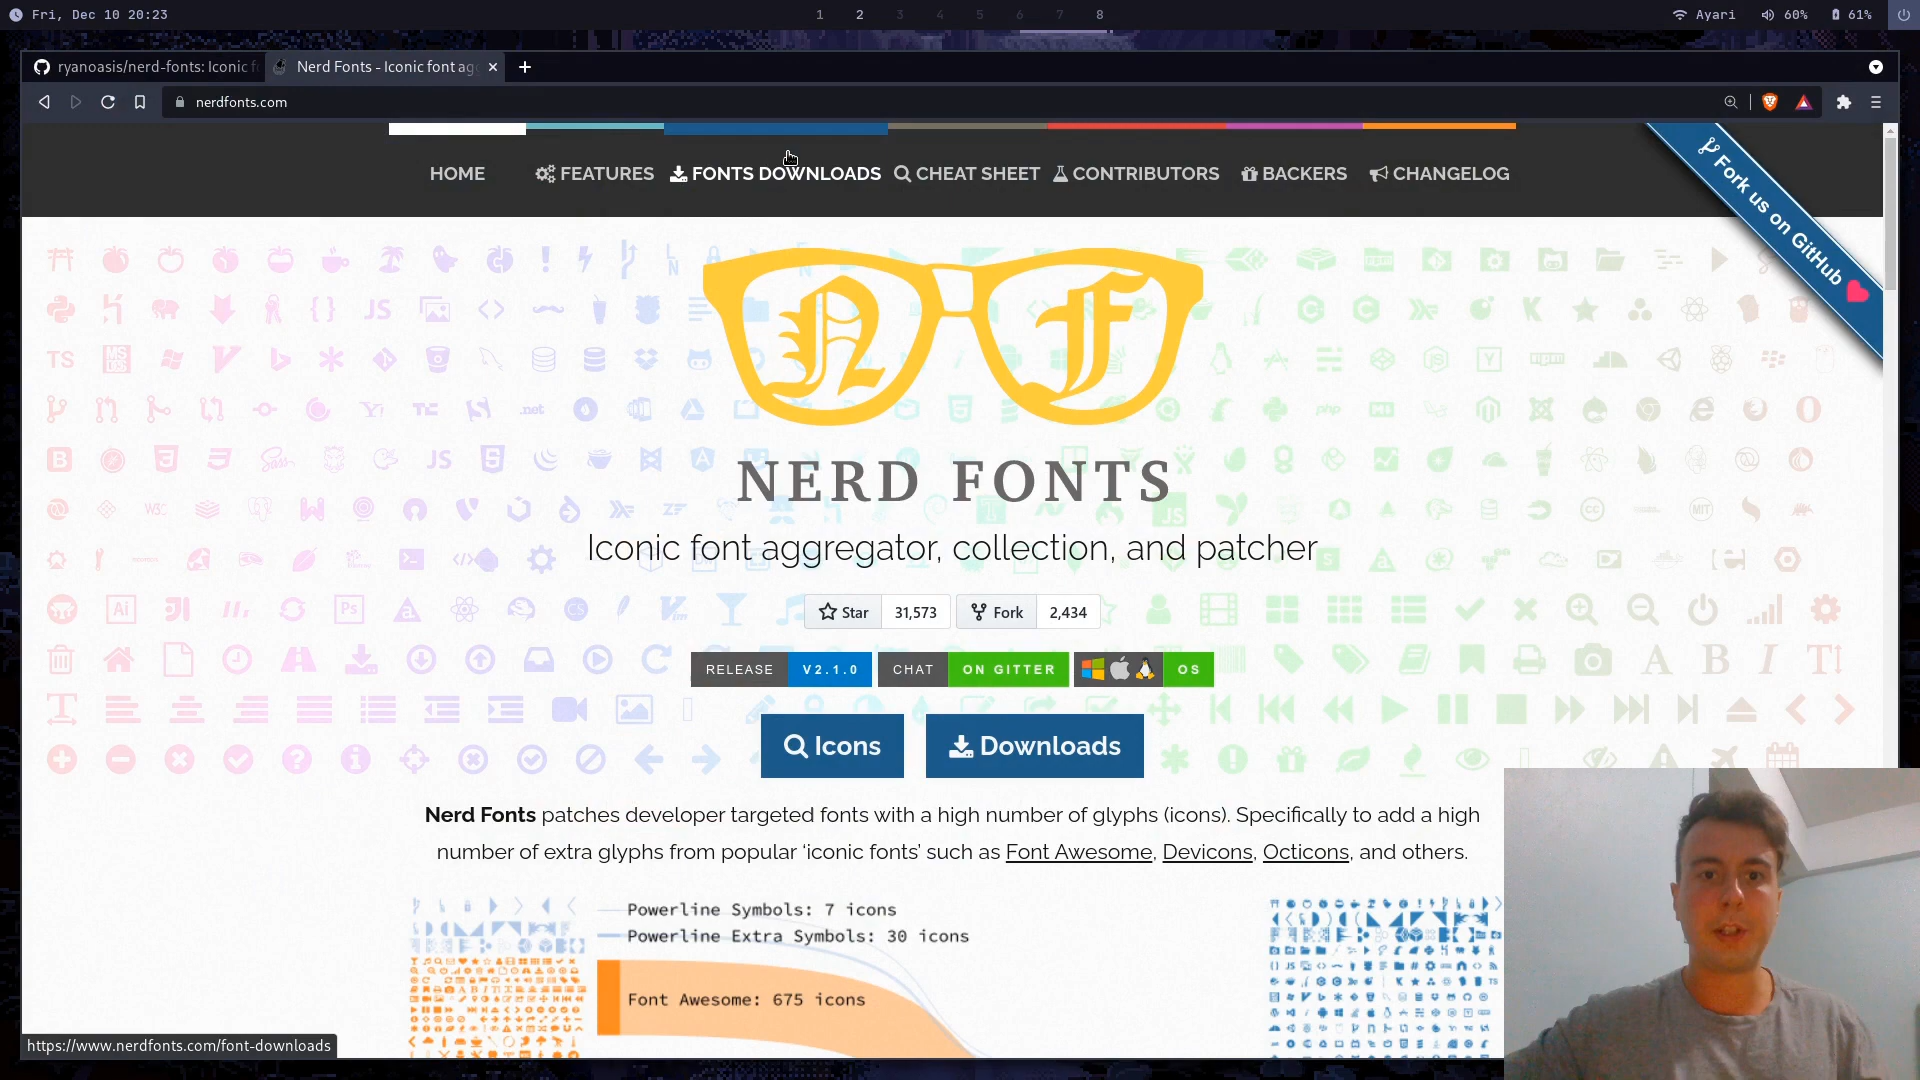 Fri, Dec 10 20:23
1 2 3 4 5 6 7 8
Ayari 60% 61%
ryanoasis/nerd-fonts: Iconic f
Nerd Fonts - Iconic font ag
nerdfonts.com
HOME FEATURES FONTS DOWNLOADS CHEAT SHEET CONTRIBUTORS BACKERS CHANGELOG
Fork us on GitHub
NERD FONTS
Iconic font aggregator, collection, and patcher
Star 31,573 Fork 2,434
RELEASE V2.1.0 CHAT ON GITTER OS
Icons Downloads
Nerd Fonts patches developer targeted fonts with a high number of glyphs (icons). Specifically to add a high
number of extra glyphs from popular ‘iconic fonts’ such as Font Awesome, Devicons, Octicons, and others.
Powerline Symbols: 7 icons
Powerline Extra Symbols: 30 icons
Font Awesome: 675 icons
https://www.nerdfonts.com/font-downloads